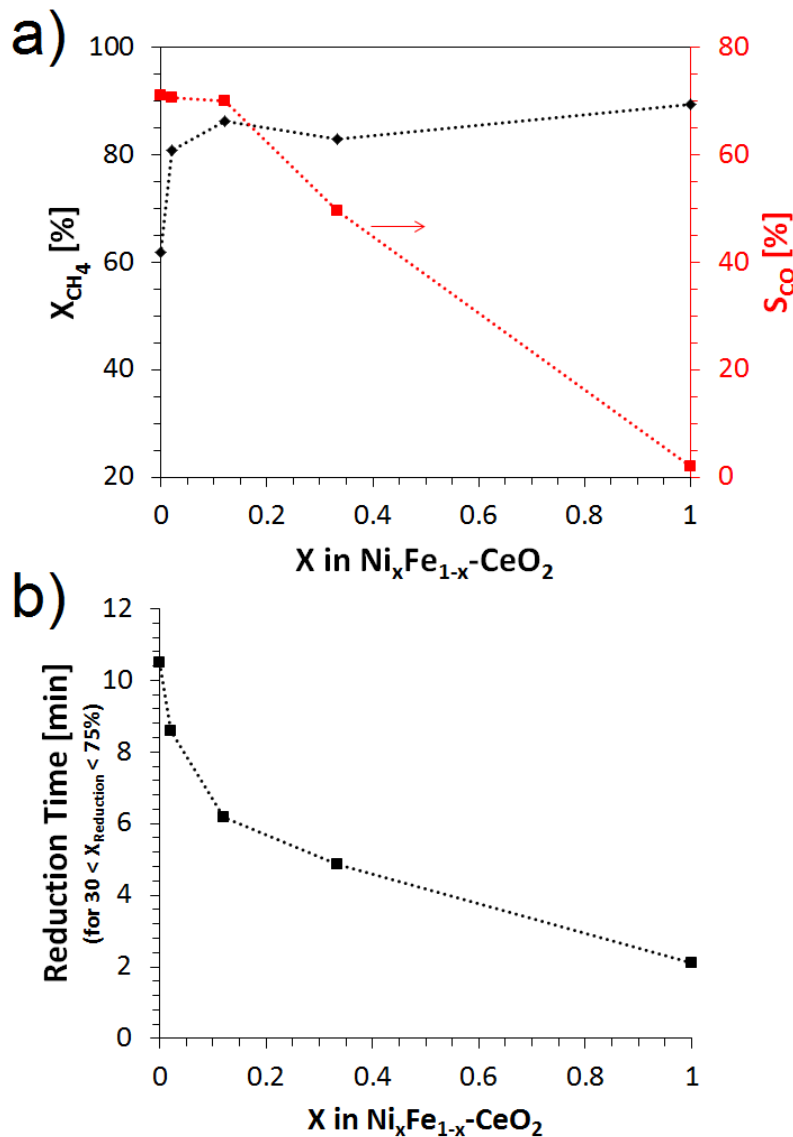 a)
100
80
60
40
20
X_CH4 [%]
80
60
40
20
0
S_CO [%]
0 0.2 0.4 0.6 0.8 1
X in NiₓFe₁₋ₓ-CeO₂
b)
12
10
8
6
4
2
0
Reduction Time [min]
(for 30 < X_Reduction < 75%)
0 0.2 0.4 0.6 0.8 1
X in NiₓFe₁₋ₓ-CeO₂